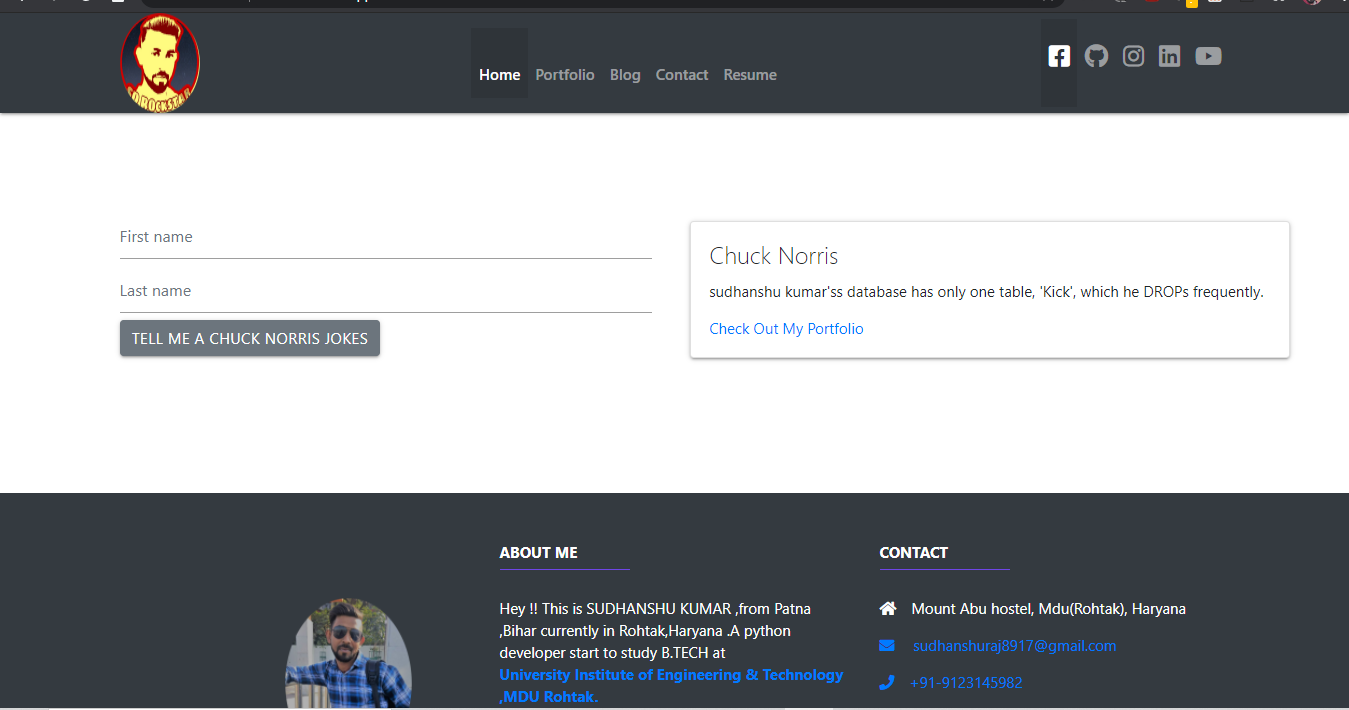 ROCKSTAR
Home Portfolio Blog Contact Resume
First name
Last name
TELL ME A CHUCK NORRIS JOKES
Chuck Norris
sudhanshu kumar'ss database has only one table, 'Kick', which he DROPs frequently.
Check Out My Portfolio
ABOUT ME
Hey !! This is SUDHANSHU KUMAR ,from Patna
,Bihar currently in Rohtak,Haryana .A python
developer start to study B.TECH at
University Institute of Engineering & Technology
,MDU Rohtak.
CONTACT
Mount Abu hostel, Mdu(Rohtak), Haryana
sudhanshuraj8917@gmail.com
+91-9123145982